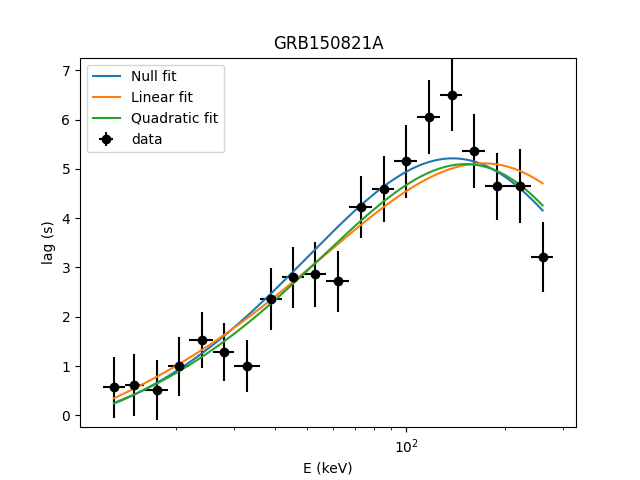 GRB150821A
Null fit
Linear fit
Quadratic fit
data
lag (s)
7
6
5
4
3
2
1
0
10²
E (keV)